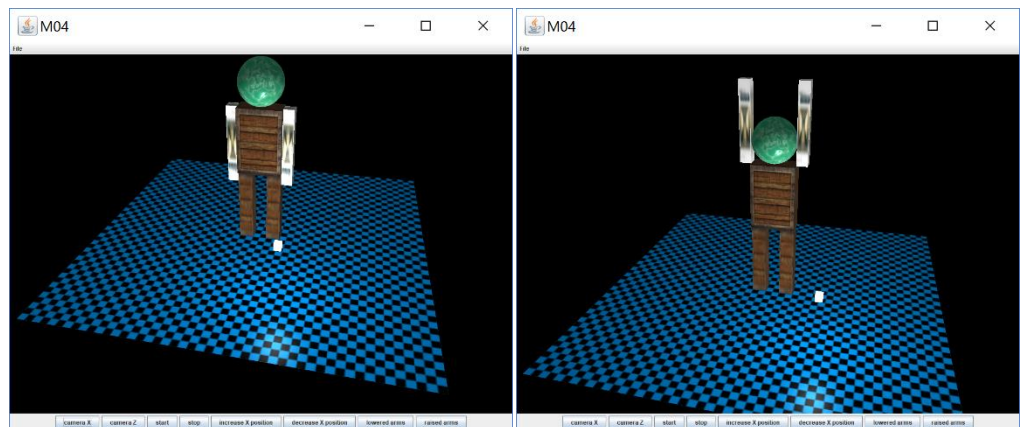 M04
File
camera X camera Z start stop increase X position decrease X position lowered arms raised arms
M04
File
camera X camera Z start stop increase X position decrease X position lowered arms raised arms